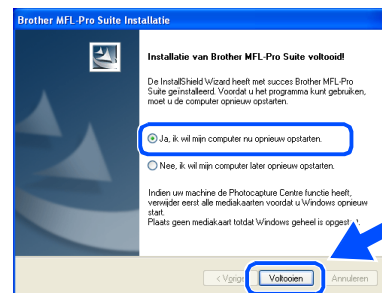 Brother MFL-Pro Suite Installatie
Installatie van Brother MFL-Pro Suite voltooid!
De InstallShield Wizard heeft met succes Brother MFL-Pro
Suite geïnstalleerd. Voordat u het programma kunt gebruiken,
moet u de computer opnieuw opstarten.
Ja, ik wil mijn computer nu opnieuw opstarten.
Nee, ik wil mijn computer later opnieuw opstarten.
Indien uw machine de Photocapture Centre functie heeft,
verwijder eerst alle mediakaarten voordat u Windows opnieuw
start.
Plaats geen mediakaart totdat Windows geheel is
< Vorige Voltooien Annuleren